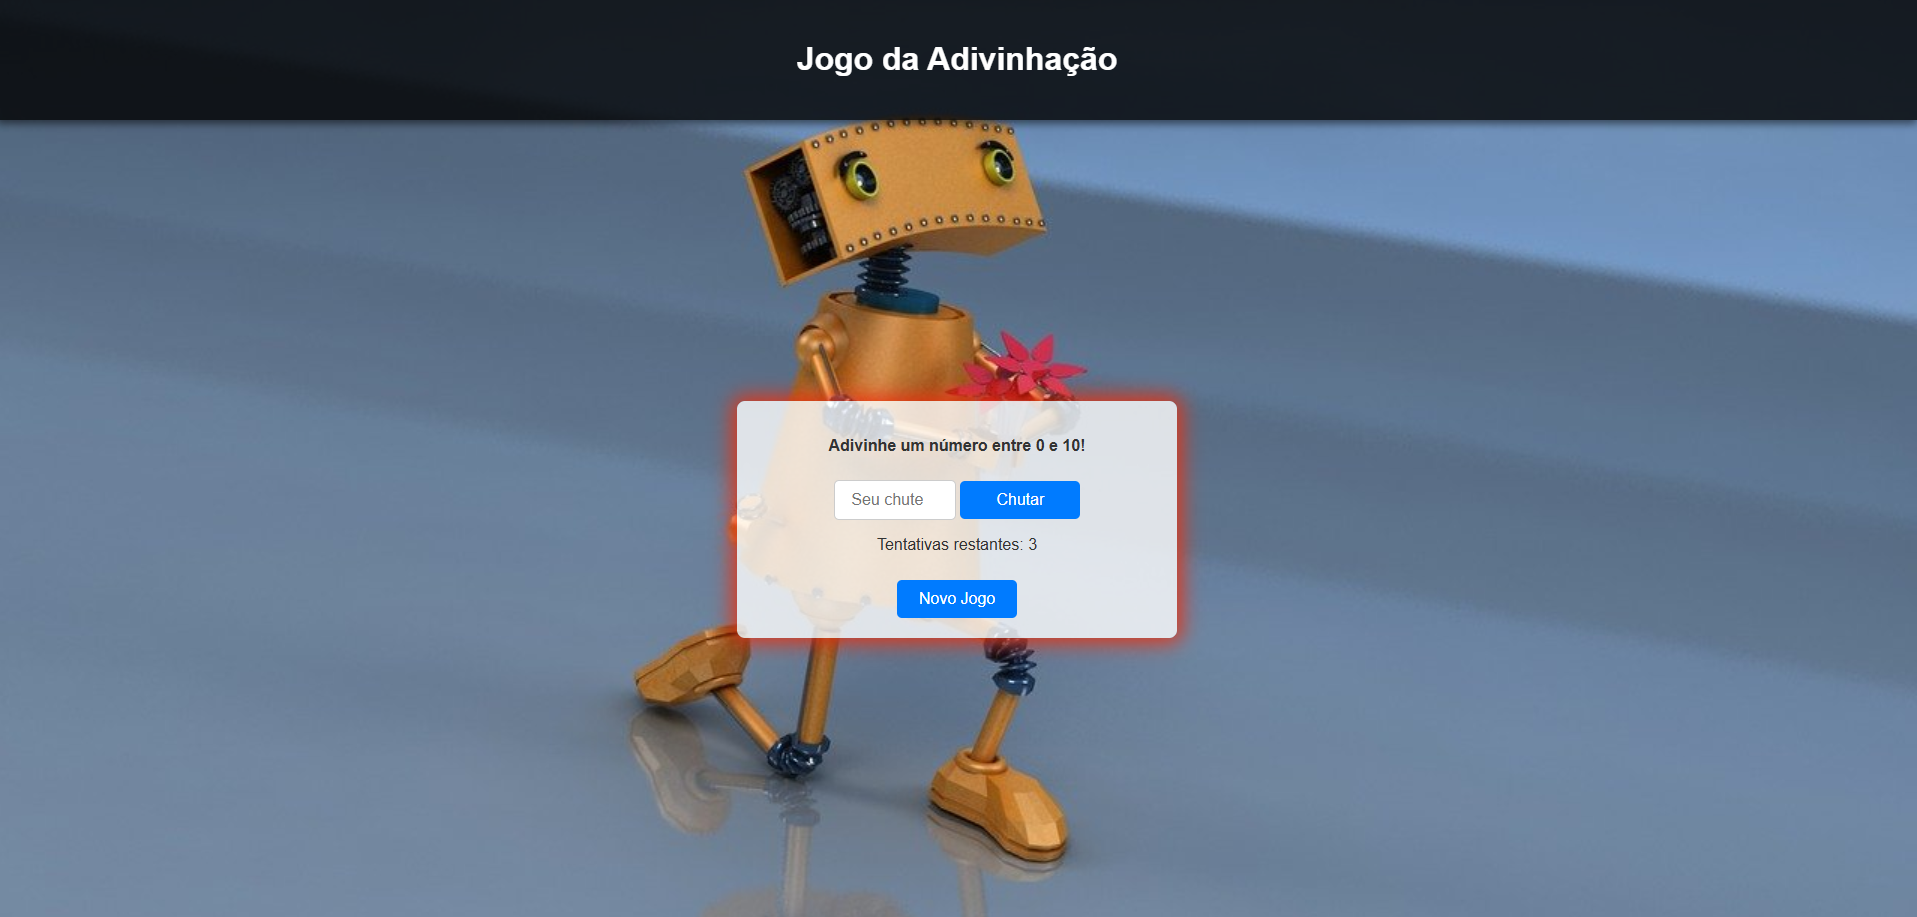 Jogo da Adivinhação
Adivinhe um número entre 0 e 10!
Seu chute Chutar
Tentativas restantes: 3
Novo Jogo